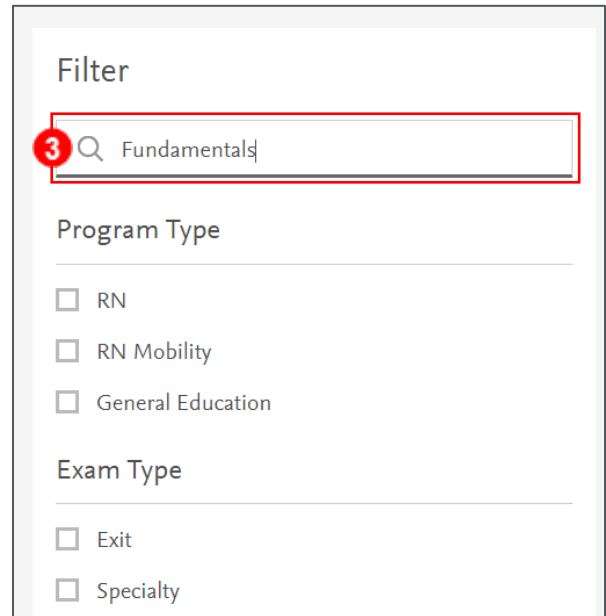 Filter
3
Fundamentals
Program Type
RN
RN Mobility
General Education
Exam Type
Exit
Specialty